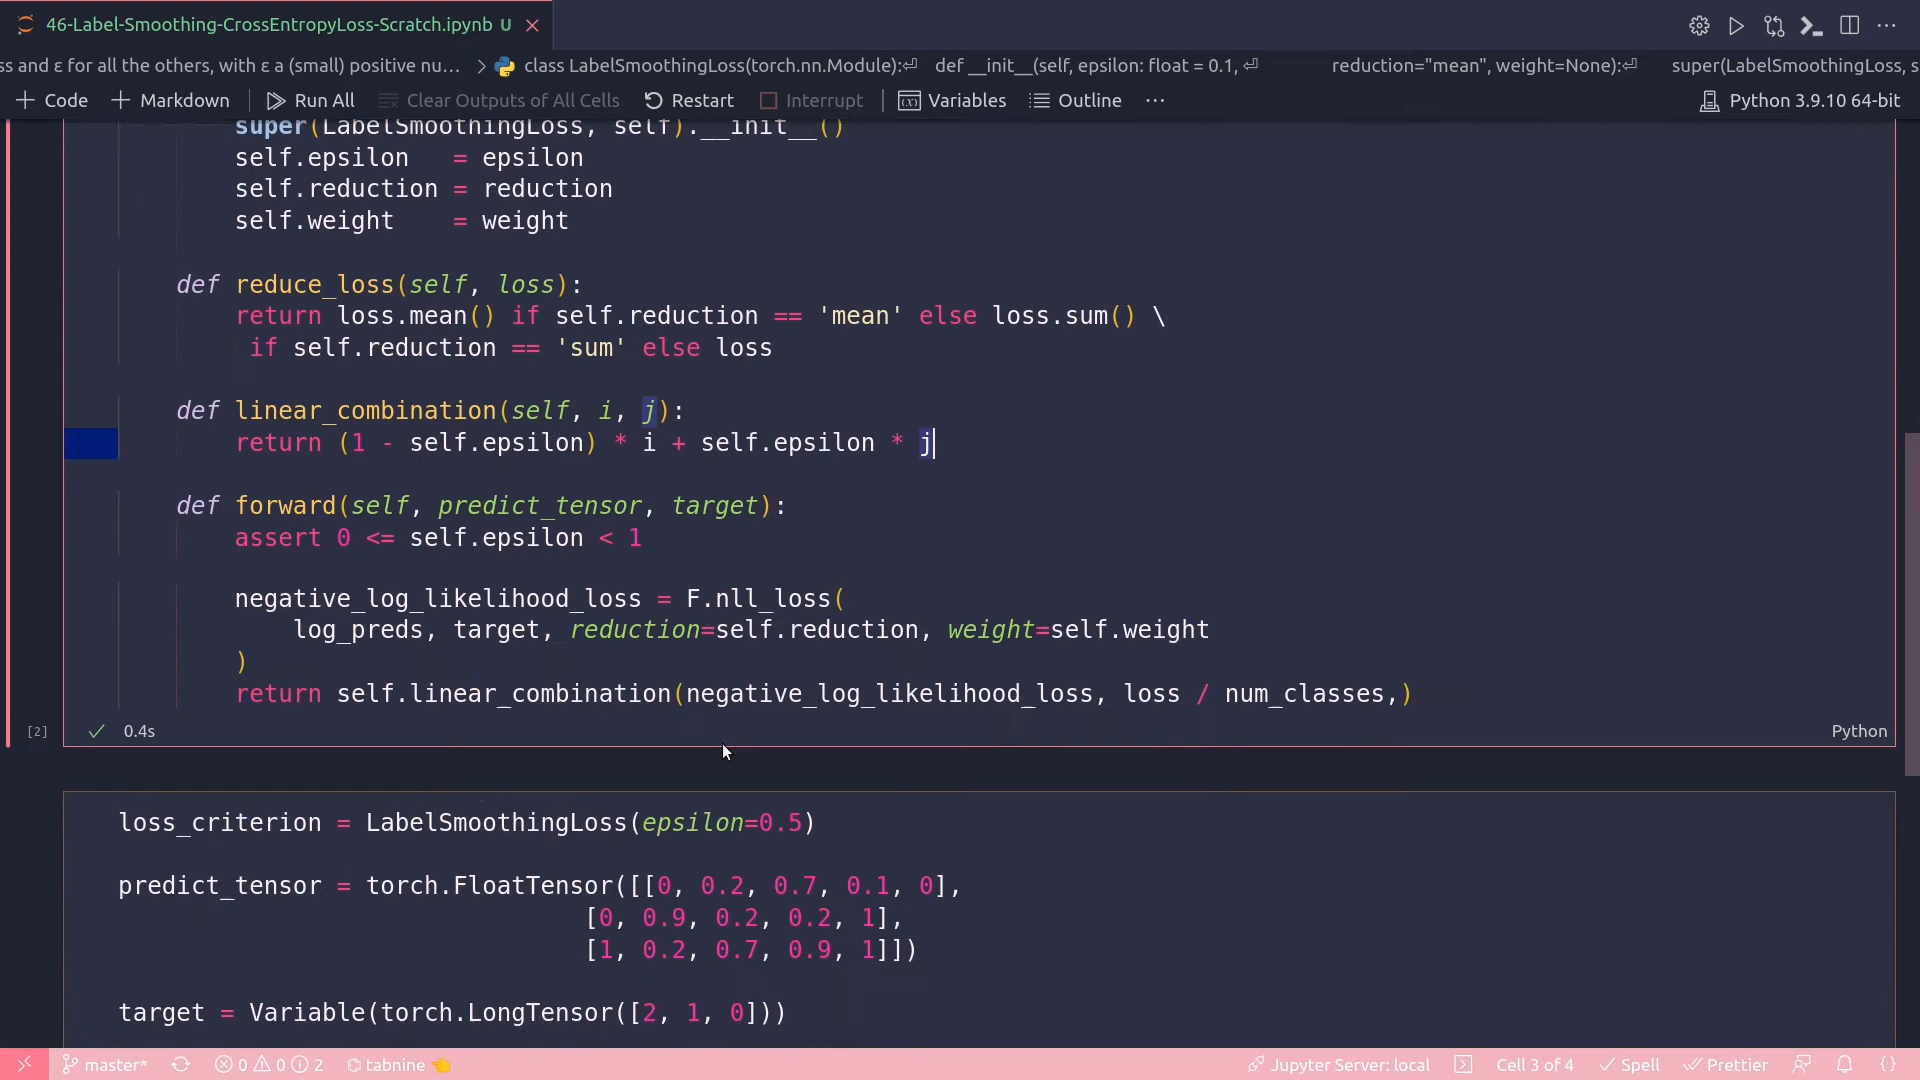 46-Label-Smoothing-CrossEntropyLoss-Scratch.ipynb U
ss and ε for all the others, with ε a (small) positive nu... > class LabelSmoothingLoss(torch.nn.Module):⏎ def __init__(self, epsilon: float = 0.1,⏎ reduction="mean", weight=None):⏎ super(LabelSmoothingLoss, s
+ Code + Markdown Run All Clear Outputs of All Cells Restart Interrupt Variables Outline ··· Python 3.9.10 64-bit
super(LabelSmoothingLoss, self).__init__()
self.epsilon = epsilon
self.reduction = reduction
self.weight = weight
def reduce_loss(self, loss):
return loss.mean() if self.reduction == 'mean' else loss.sum() \
if self.reduction == 'sum' else loss
def linear_combination(self, i, j):
return (1 - self.epsilon) * i + self.epsilon * j
def forward(self, predict_tensor, target):
assert 0 <= self.epsilon < 1
negative_log_likelihood_loss = F.nll_loss(
log_preds, target, reduction=self.reduction, weight=self.weight
)
return self.linear_combination(negative_log_likelihood_loss, loss / num_classes,)
[2] ✓ 0.4s Python
loss_criterion = LabelSmoothingLoss(epsilon=0.5)
predict_tensor = torch.FloatTensor([[0, 0.2, 0.7, 0.1, 0],
[0, 0.9, 0.2, 0.2, 1],
[1, 0.2, 0.7, 0.9, 1]])
target = Variable(torch.LongTensor([2, 1, 0]))
master* 0 0 2 tabnine 👈 Jupyter Server: local Cell 3 of 4 ✓ Spell Prettier {}